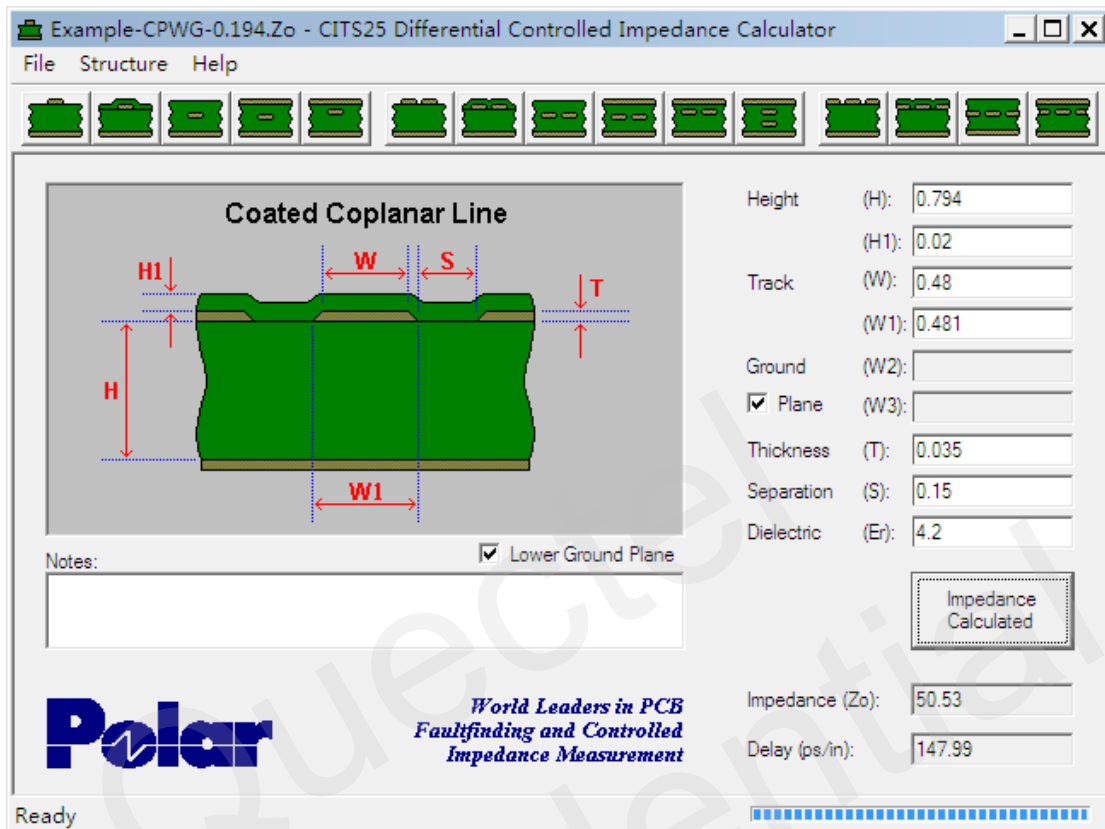 Example-CPWG-0.194.Zo - CITS25 Differential Controlled Impedance Calculator
File Structure Help
Coated Coplanar Line
H1
W
S
T
H
W1
Height (H): 0.794
(H1): 0.02
Track (W): 0.48
(W1): 0.481
Ground (W2):
Plane (W3):
Thickness (T): 0.035
Separation (S): 0.15
Dielectric (Er): 4.2
Lower Ground Plane
Notes:
Impedance
Calculated
Polar
World Leaders in PCB
Faultfinding and Controlled
Impedance Measurement
Impedance (Zo): 50.53
Delay (ps/in): 147.99
Ready
Quectel